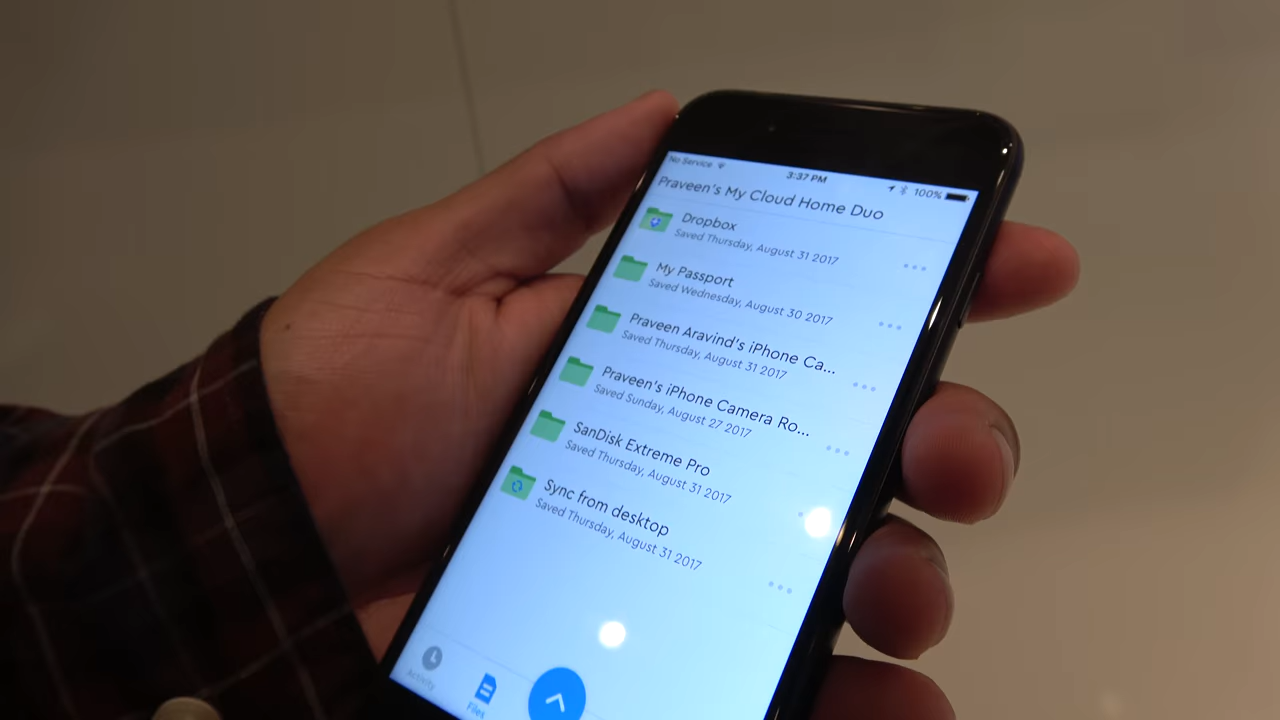 No Service
3:37 PM
100%
Praveen's My Cloud Home Duo
Dropbox
Saved Thursday, August 31 2017
My Passport
Saved Wednesday, August 30 2017
Praveen Aravind's iPhone Ca...
Saved Thursday, August 31 2017
Praveen's iPhone Camera Ro...
Saved Sunday, August 27 2017
SanDisk Extreme Pro
Saved Thursday, August 31 2017
Sync from desktop
Saved Thursday, August 31 2017
Activity
Files